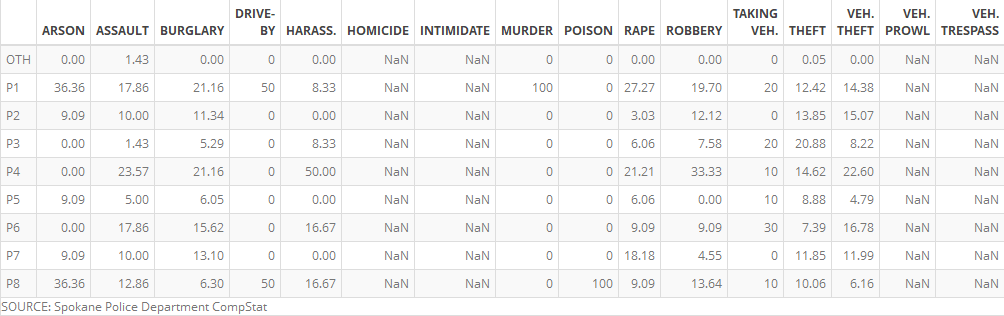 ARSON ASSAULT BURGLARY DRIVE-BY HARASS. HOMICIDE INTIMIDATE MURDER POISON RAPE ROBBERY TAKING VEH. THEFT VEH. THEFT VEH. PROWL VEH. TRESPASS
OTH 0.00 1.43 0.00 0 0.00 NaN NaN 0 0 0.00 0.00 0 0.05 0.00 NaN NaN
P1 36.36 17.86 21.16 50 8.33 NaN NaN 100 0 27.27 19.70 20 12.42 14.38 NaN NaN
P2 9.09 10.00 11.34 0 0.00 NaN NaN 0 0 3.03 12.12 0 13.85 15.07 NaN NaN
P3 0.00 1.43 5.29 0 8.33 NaN NaN 0 0 6.06 7.58 20 20.88 8.22 NaN NaN
P4 0.00 23.57 21.16 0 50.00 NaN NaN 0 0 21.21 33.33 10 14.62 22.60 NaN NaN
P5 9.09 5.00 6.05 0 0.00 NaN NaN 0 0 6.06 0.00 10 8.88 4.79 NaN NaN
P6 0.00 17.86 15.62 0 16.67 NaN NaN 0 0 9.09 9.09 30 7.39 16.78 NaN NaN
P7 9.09 10.00 13.10 0 0.00 NaN NaN 0 0 18.18 4.55 0 11.85 11.99 NaN NaN
P8 36.36 12.86 6.30 50 16.67 NaN NaN 0 100 9.09 13.64 10 10.06 6.16 NaN NaN
SOURCE: Spokane Police Department CompStat